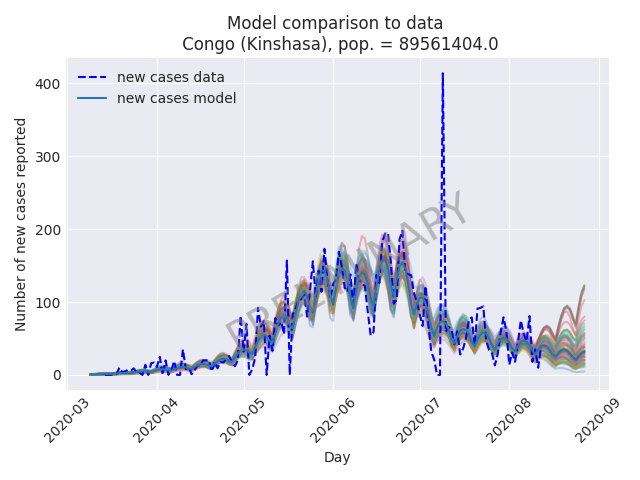 Model comparison to data
Congo (Kinshasa), pop. = 89561404.0
new cases data
new cases model
Number of new cases reported
400
300
200
100
0
PRELIMINARY
2020-03
2020-04
2020-05
2020-06
2020-07
2020-08
2020-09
Day